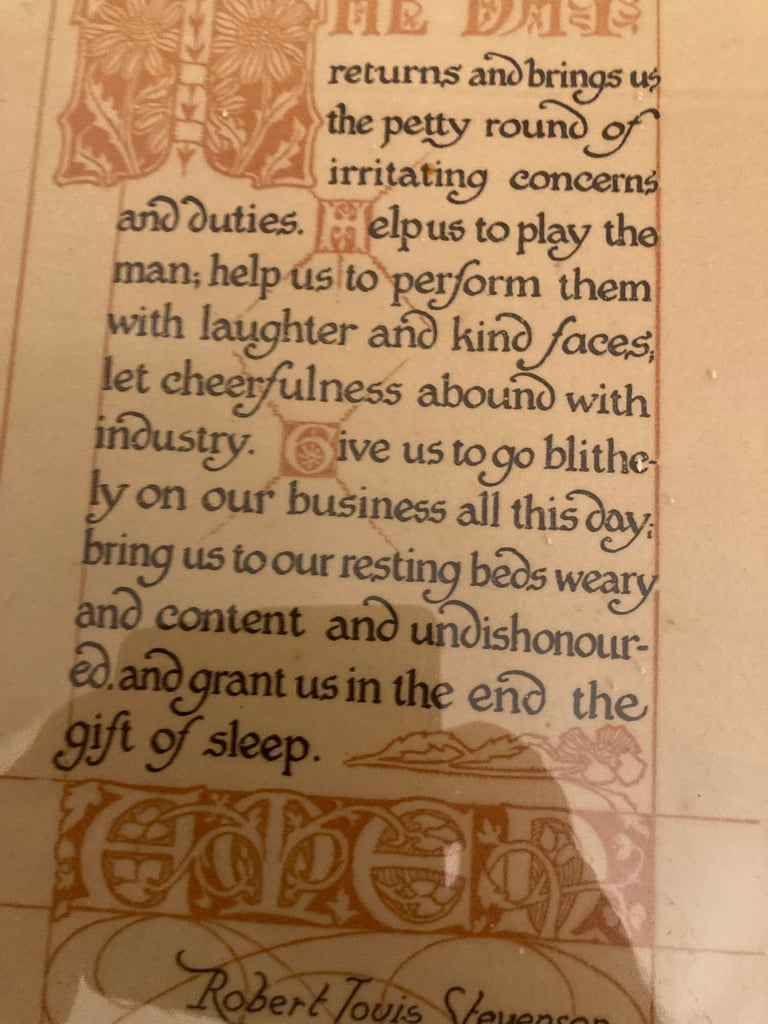 THE DAY
returns and brings us
the petty round of
irritating concerns
and duties. Help us to play the
man; help us to perform them
with laughter and kind faces,
let cheerfulness abound with
industry. Give us to go blithe-
ly on our business all this day;
bring us to our resting beds weary
and content and undishonour-
ed. and grant us in the end the
gift of sleep.
AMEN
Robert Louis Stevenson